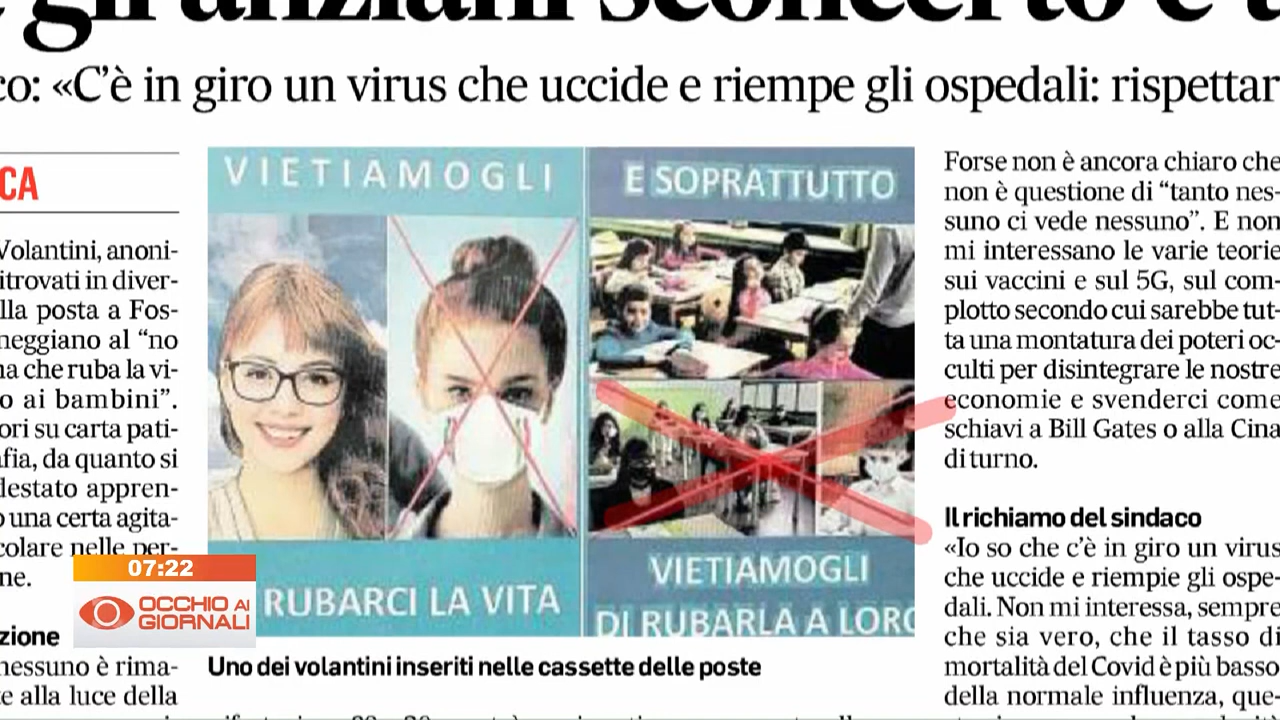 gli anziani sconcerto e
co: «C'è in giro un virus che uccide e riempe gli ospedali: rispettar
CA
Volantini, anoni-
itrovati in diver-
lla posta a Fos-
neggiano al “no
na che ruba la vi-
o ai bambini”.
ori su carta pati-
afia, da quanto si
destato appren-
o una certa agita-
colare nelle per-
ne.
zione
nessuno è rima-
te alla luce della
VIETIAMOGLI
RUBARCI LA VITA
E SOPRATTUTTO
VIETIAMOGLI
DI RUBARLA A LORO
Uno dei volantini inseriti nelle cassette delle poste
Forse non è ancora chiaro che
non è questione di “tanto nes-
suno ci vede nessuno”. E non
mi interessano le varie teorie
sui vaccini e sul 5G, sul com-
plotto secondo cui sarebbe tut-
ta una montatura dei poteri oc-
culti per disintegrare le nostre
economie e svenderci come
schiavi a Bill Gates o alla Cina
di turno.
Il richiamo del sindaco
«Io so che c'è in giro un virus
che uccide e riempie gli ospe-
dali. Non mi interessa, sempre
che sia vero, che il tasso di
mortalità del Covid è più basso
della normale influenza, que-
07:22
OCCHIO AI
GIORNALI